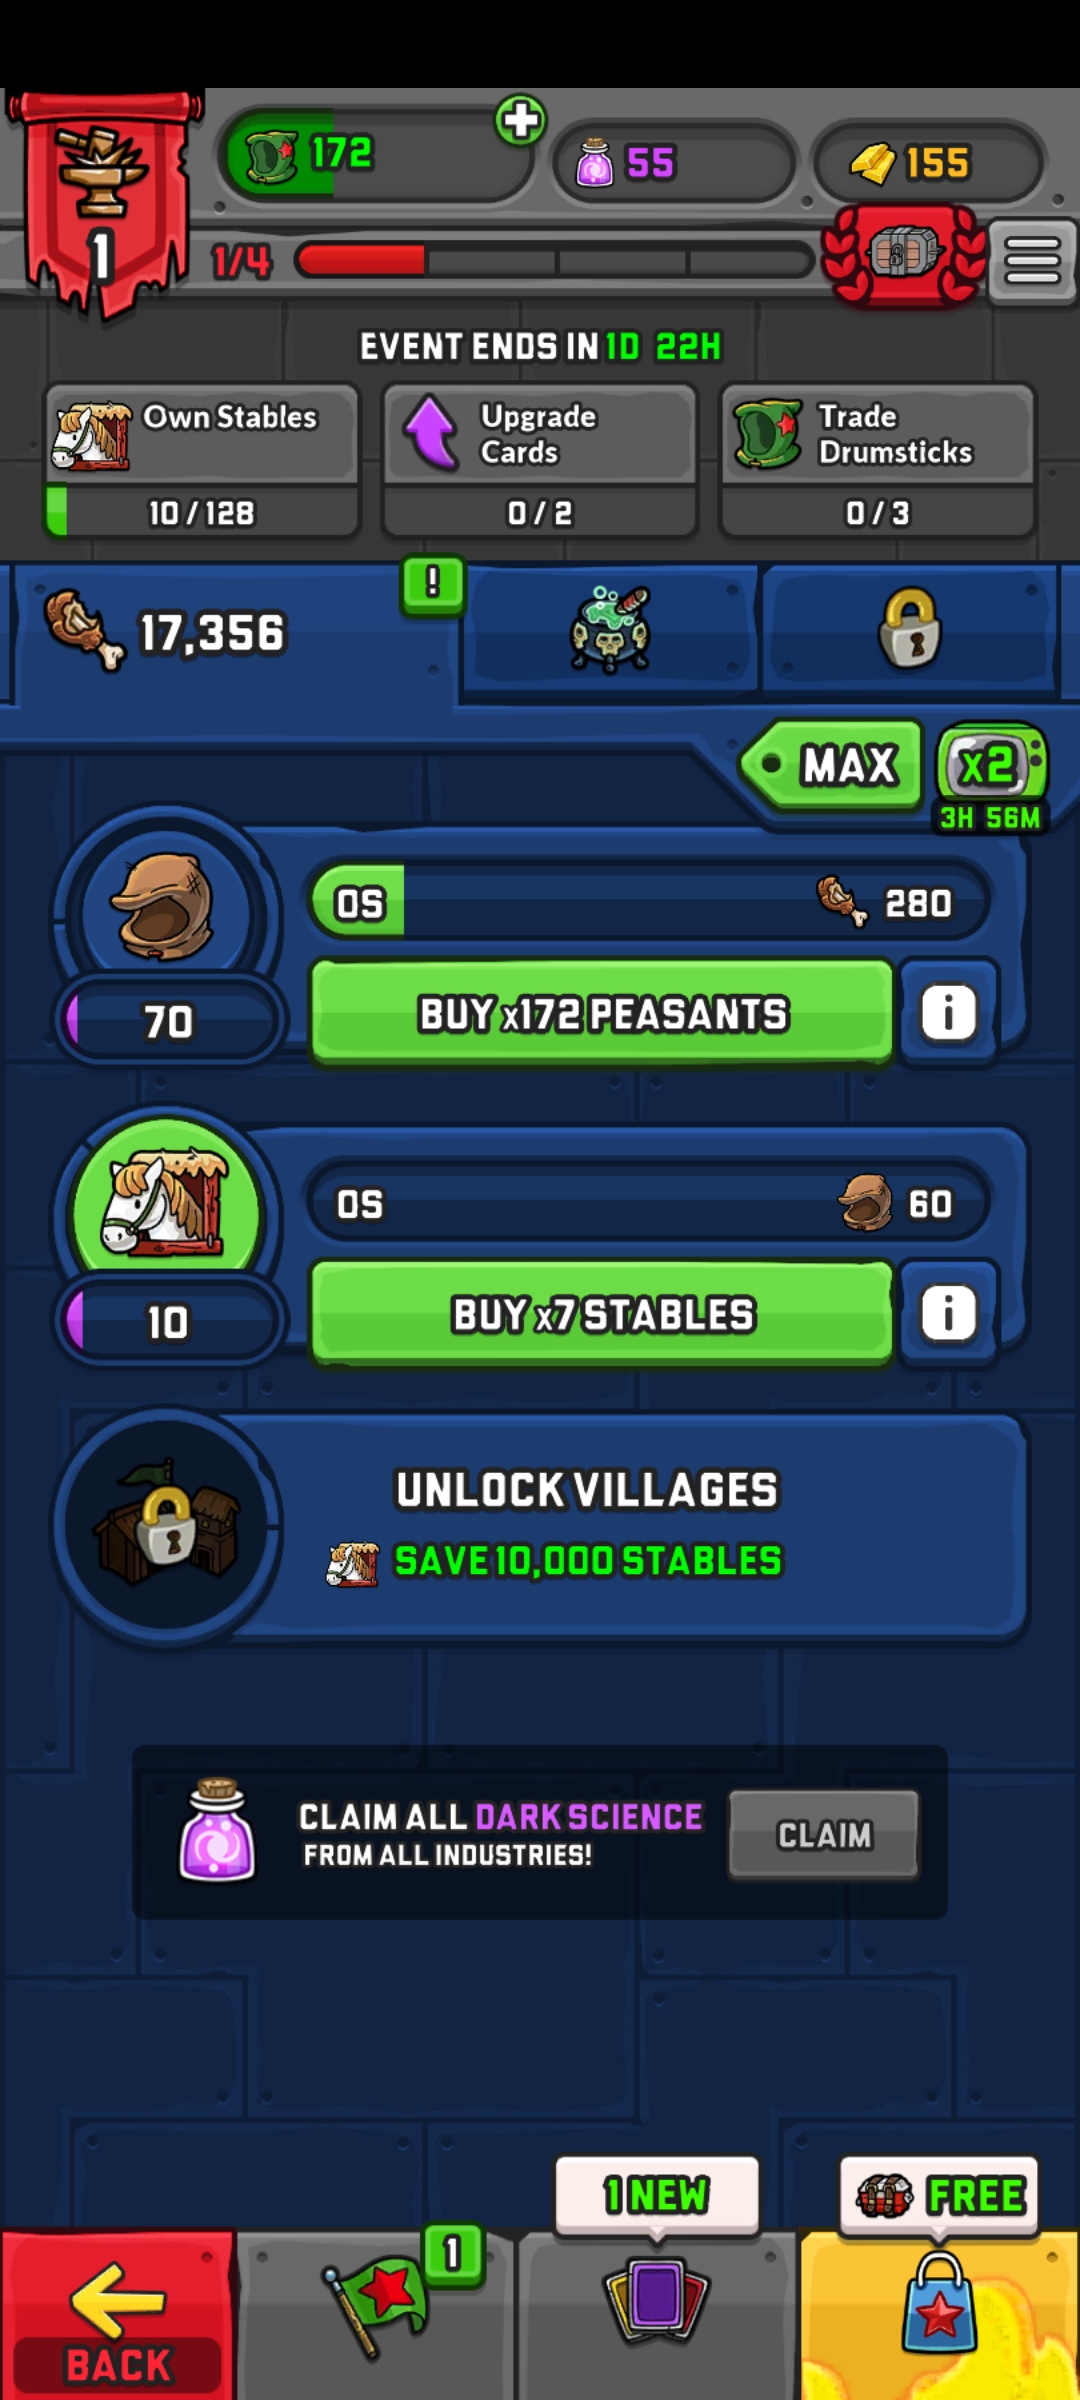 172
55
155
1
1/4
EVENT ENDS IN 1D 22H
Own Stables
10 / 128
Upgrade
Cards
0 / 2
Trade
Drumsticks
0 / 3
17,356
!
MAX
x2
3H 56M
0S
280
70
BUY x172 PEASANTS
i
0S
60
10
BUY x7 STABLES
i
UNLOCK VILLAGES
SAVE 10,000 STABLES
CLAIM ALL DARK SCIENCE
FROM ALL INDUSTRIES!
CLAIM
1 NEW
FREE
1
BACK